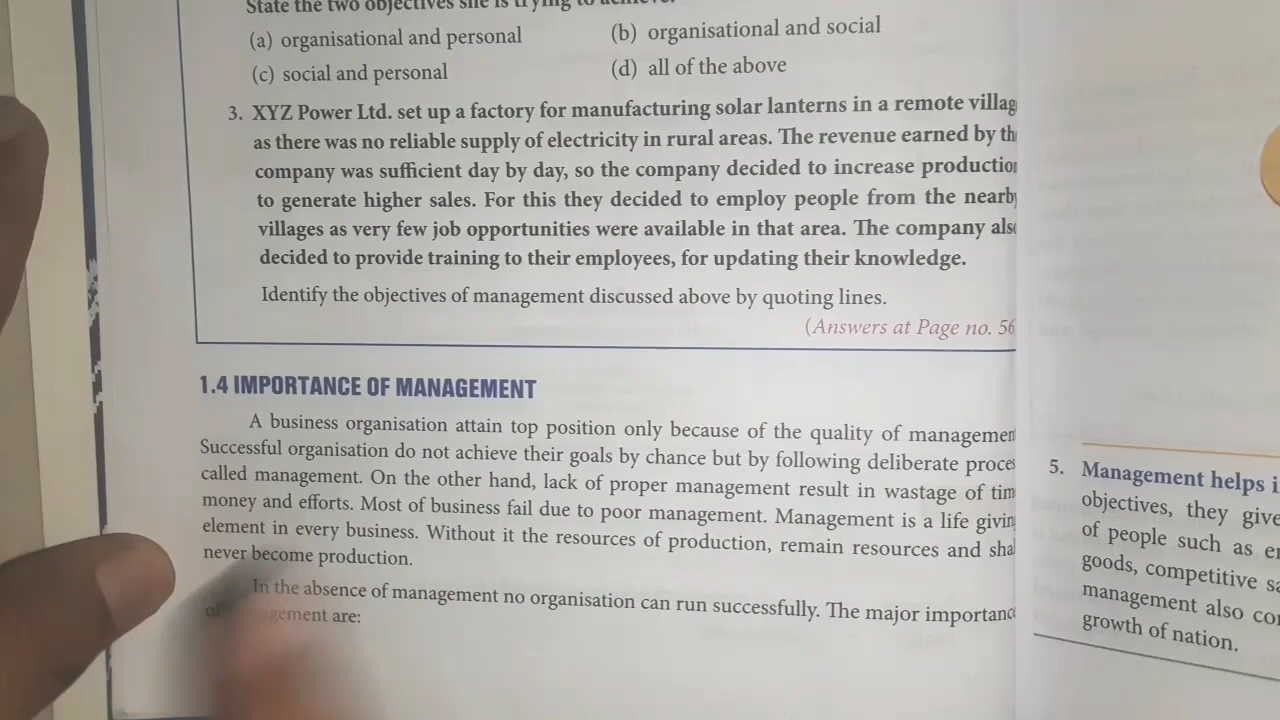 State the two objectives she is trying to achieve.
(a) organisational and personal
(b) organisational and social
(c) social and personal
(d) all of the above
3. XYZ Power Ltd. set up a factory for manufacturing solar lanterns in a remote villag
as there was no reliable supply of electricity in rural areas. The revenue earned by th
company was sufficient day by day, so the company decided to increase production
to generate higher sales. For this they decided to employ people from the nearby
villages as very few job opportunities were available in that area. The company als
decided to provide training to their employees, for updating their knowledge.
Identify the objectives of management discussed above by quoting lines.
(Answers at Page no. 56
1.4 IMPORTANCE OF MANAGEMENT
A business organisation attain top position only because of the quality of managemen
Successful organisation do not achieve their goals by chance but by following deliberate proces
called management. On the other hand, lack of proper management result in wastage of tim
money and efforts. Most of business fail due to poor management. Management is a life givin
element in every business. Without it the resources of production, remain resources and shal
never become production.
In the absence of management no organisation can run successfully. The major importanc
are:
5. Management helps i
objectives, they give
of people such as e
goods, competitive sa
management also co
growth of nation.